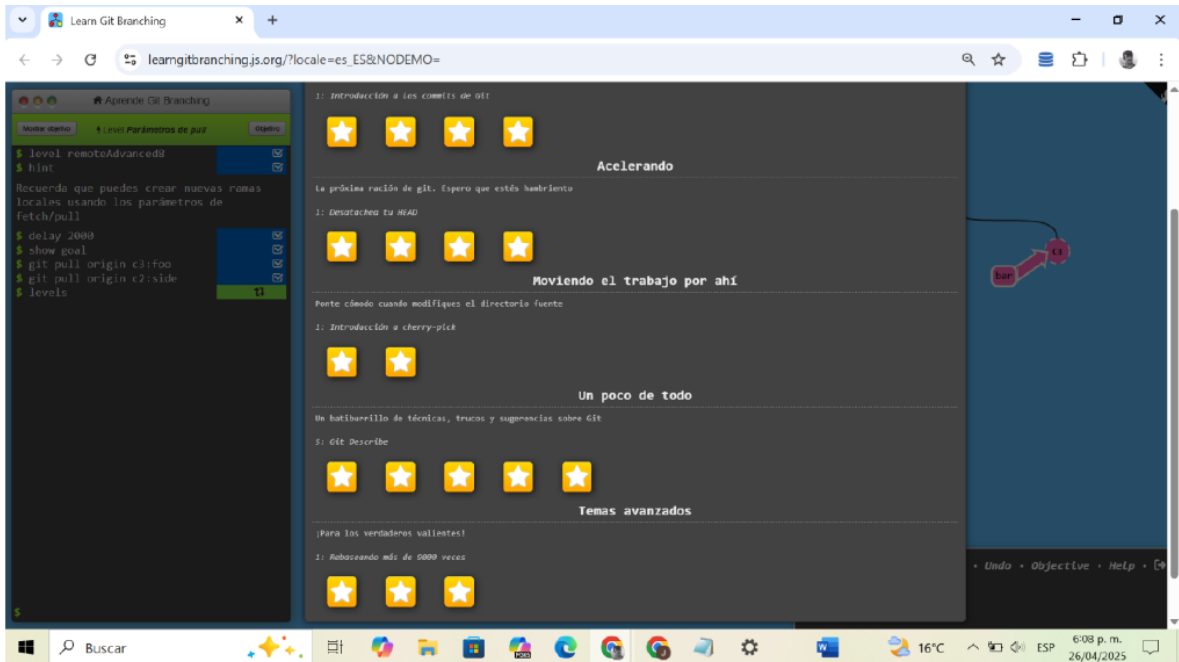 Learn Git Branching
learngitbranching.js.org/?locale=es_ES&NODEMO=
Aprende Git Branching
Mostrar objetivo
Level Parámetros de pull
Objetivo
$ level remoteAdvanced8
$ hint
Recuerda que puedes crear nuevas ramas
locales usando los parámetros de
fetch/pull
$ delay 2000
$ show goal
$ git pull origin c3:foo
$ git pull origin c2:side
$ levels
$
1: Introducción a los commits de Git
Acelerando
La próxima ración de git. Espero que estés hambriento
1: Desatachea tu HEAD
Moviendo el trabajo por ahí
Ponte cómodo cuando modifiques el directorio fuente
1: Introducción a cherry-pick
Un poco de todo
Un batiburrillo de técnicas, trucos y sugerencias sobre Git
5: Git Describe
Temas avanzados
¡Para los verdaderos valientes!
1: Rebaseando más de 9000 veces
c3
bar
· Undo · Objective · Help ·
Buscar
16°C
ESP
6:08 p. m.
26/04/2025